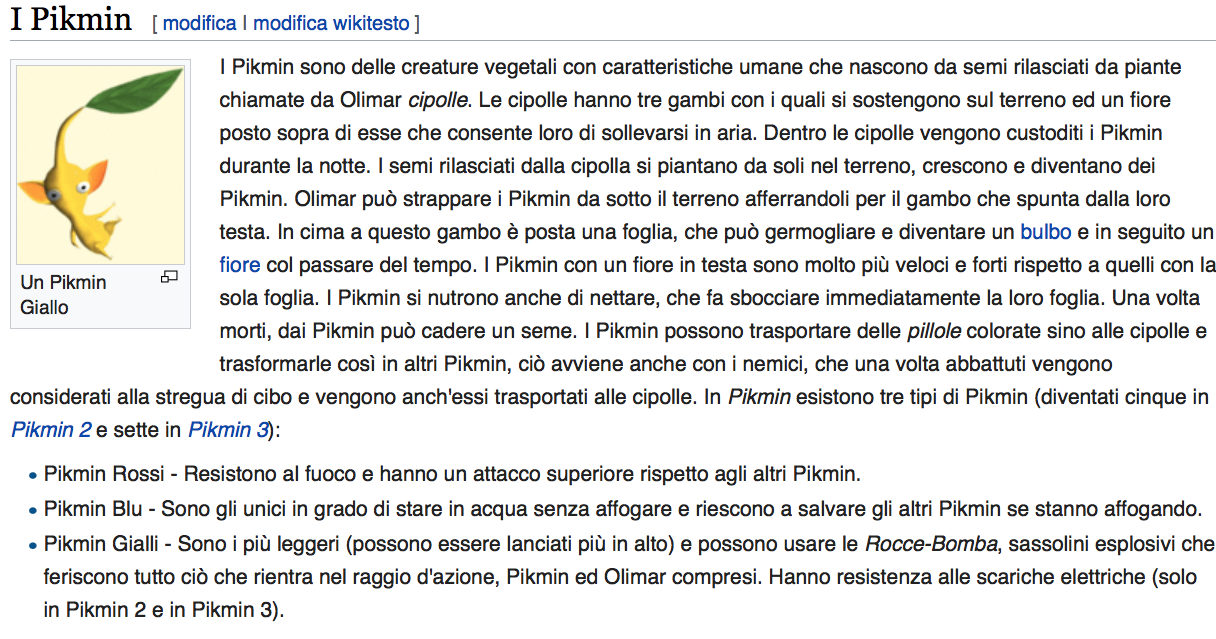 I Pikmin [ modifica | modifica wikitesto ]
Un Pikmin
Giallo
I Pikmin sono delle creature vegetali con caratteristiche umane che nascono da semi rilasciati da piante
chiamate da Olimar cipolle. Le cipolle hanno tre gambi con i quali si sostengono sul terreno ed un fiore
posto sopra di esse che consente loro di sollevarsi in aria. Dentro le cipolle vengono custoditi i Pikmin
durante la notte. I semi rilasciati dalla cipolla si piantano da soli nel terreno, crescono e diventano dei
Pikmin. Olimar può strappare i Pikmin da sotto il terreno afferrandoli per il gambo che spunta dalla loro
testa. In cima a questo gambo è posta una foglia, che può germogliare e diventare un bulbo e in seguito un
fiore col passare del tempo. I Pikmin con un fiore in testa sono molto più veloci e forti rispetto a quelli con la
sola foglia. I Pikmin si nutrono anche di nettare, che fa sbocciare immediatamente la loro foglia. Una volta
morti, dai Pikmin può cadere un seme. I Pikmin possono trasportare delle pillole colorate sino alle cipolle e
trasformarle così in altri Pikmin, ciò avviene anche con i nemici, che una volta abbattuti vengono
considerati alla stregua di cibo e vengono anch'essi trasportati alle cipolle. In Pikmin esistono tre tipi di Pikmin (diventati cinque in
Pikmin 2 e sette in Pikmin 3):
• Pikmin Rossi - Resistono al fuoco e hanno un attacco superiore rispetto agli altri Pikmin.
• Pikmin Blu - Sono gli unici in grado di stare in acqua senza affogare e riescono a salvare gli altri Pikmin se stanno affogando.
• Pikmin Gialli - Sono i più leggeri (possono essere lanciati più in alto) e possono usare le Rocce-Bomba, sassolini esplosivi che
feriscono tutto ciò che rientra nel raggio d'azione, Pikmin ed Olimar compresi. Hanno resistenza alle scariche elettriche (solo
in Pikmin 2 e in Pikmin 3).